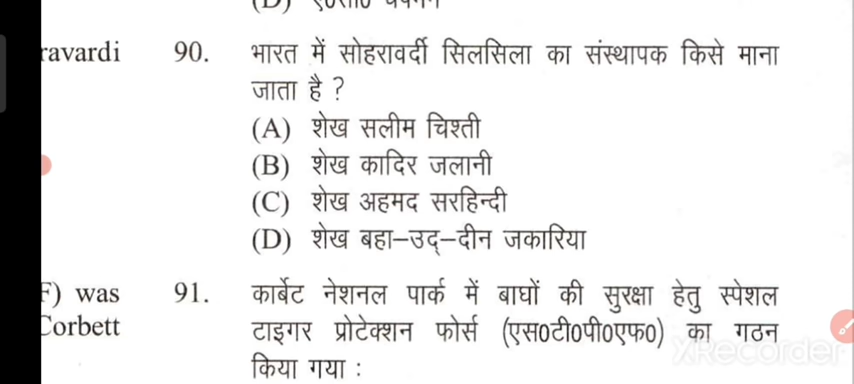 ravardi
90. भारत में सोहरावर्दी सिलसिला का संस्थापक किसे माना
जाता है ?
(A) शेख सलीम चिश्ती
(B) शेख कादिर जलानी
(C) शेख अहमद सरहिन्दी
(D) शेख बहा–उद्–दीन जकारिया
F) was
Corbett
91. कार्बेट नेशनल पार्क में बाघों की सुरक्षा हेतु स्पेशल
टाइगर प्रोटेक्शन फोर्स (एस0टी0पी0एफ0) का गठन
किया गया :
XRecorder